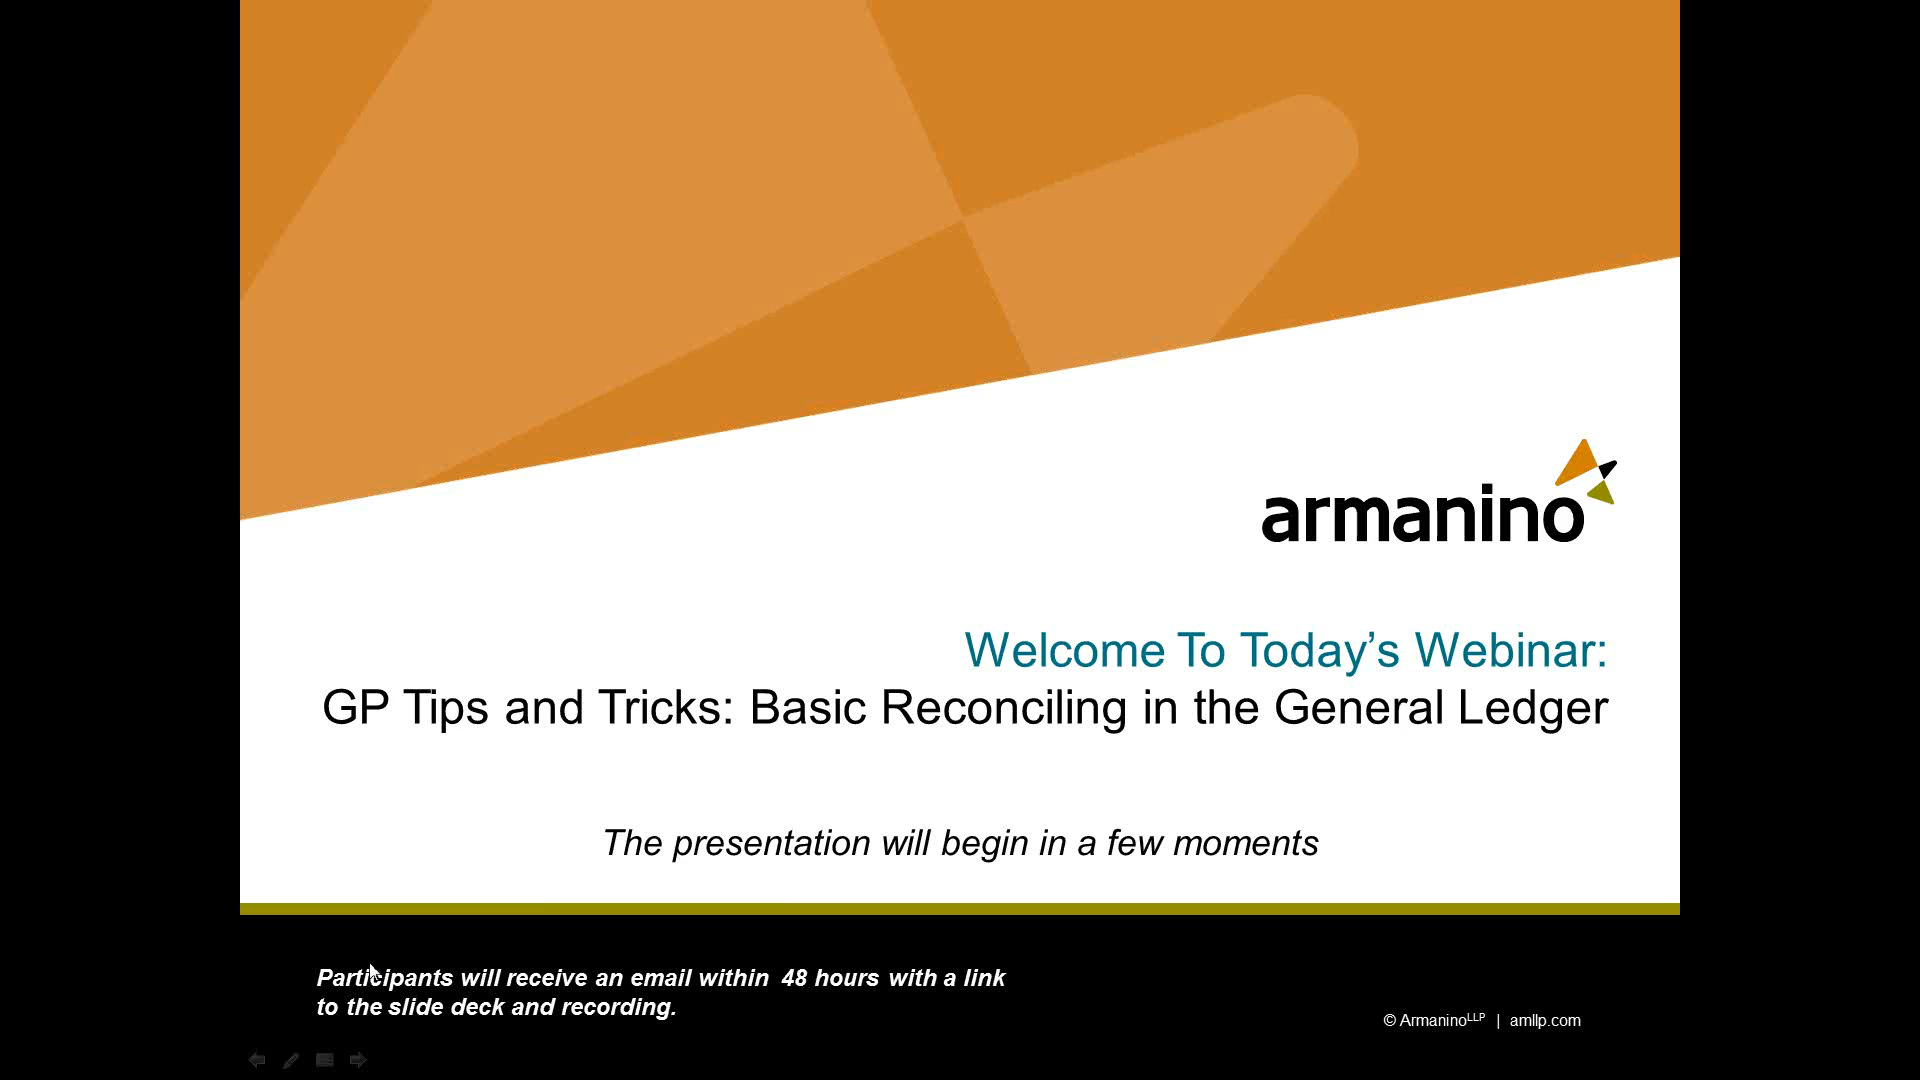 armanino
Welcome To Today’s Webinar:
GP Tips and Tricks: Basic Reconciling in the General Ledger
The presentation will begin in a few moments
Participants will receive an email within 48 hours with a link
to the slide deck and recording.
© ArmaninoLLP | amllp.com